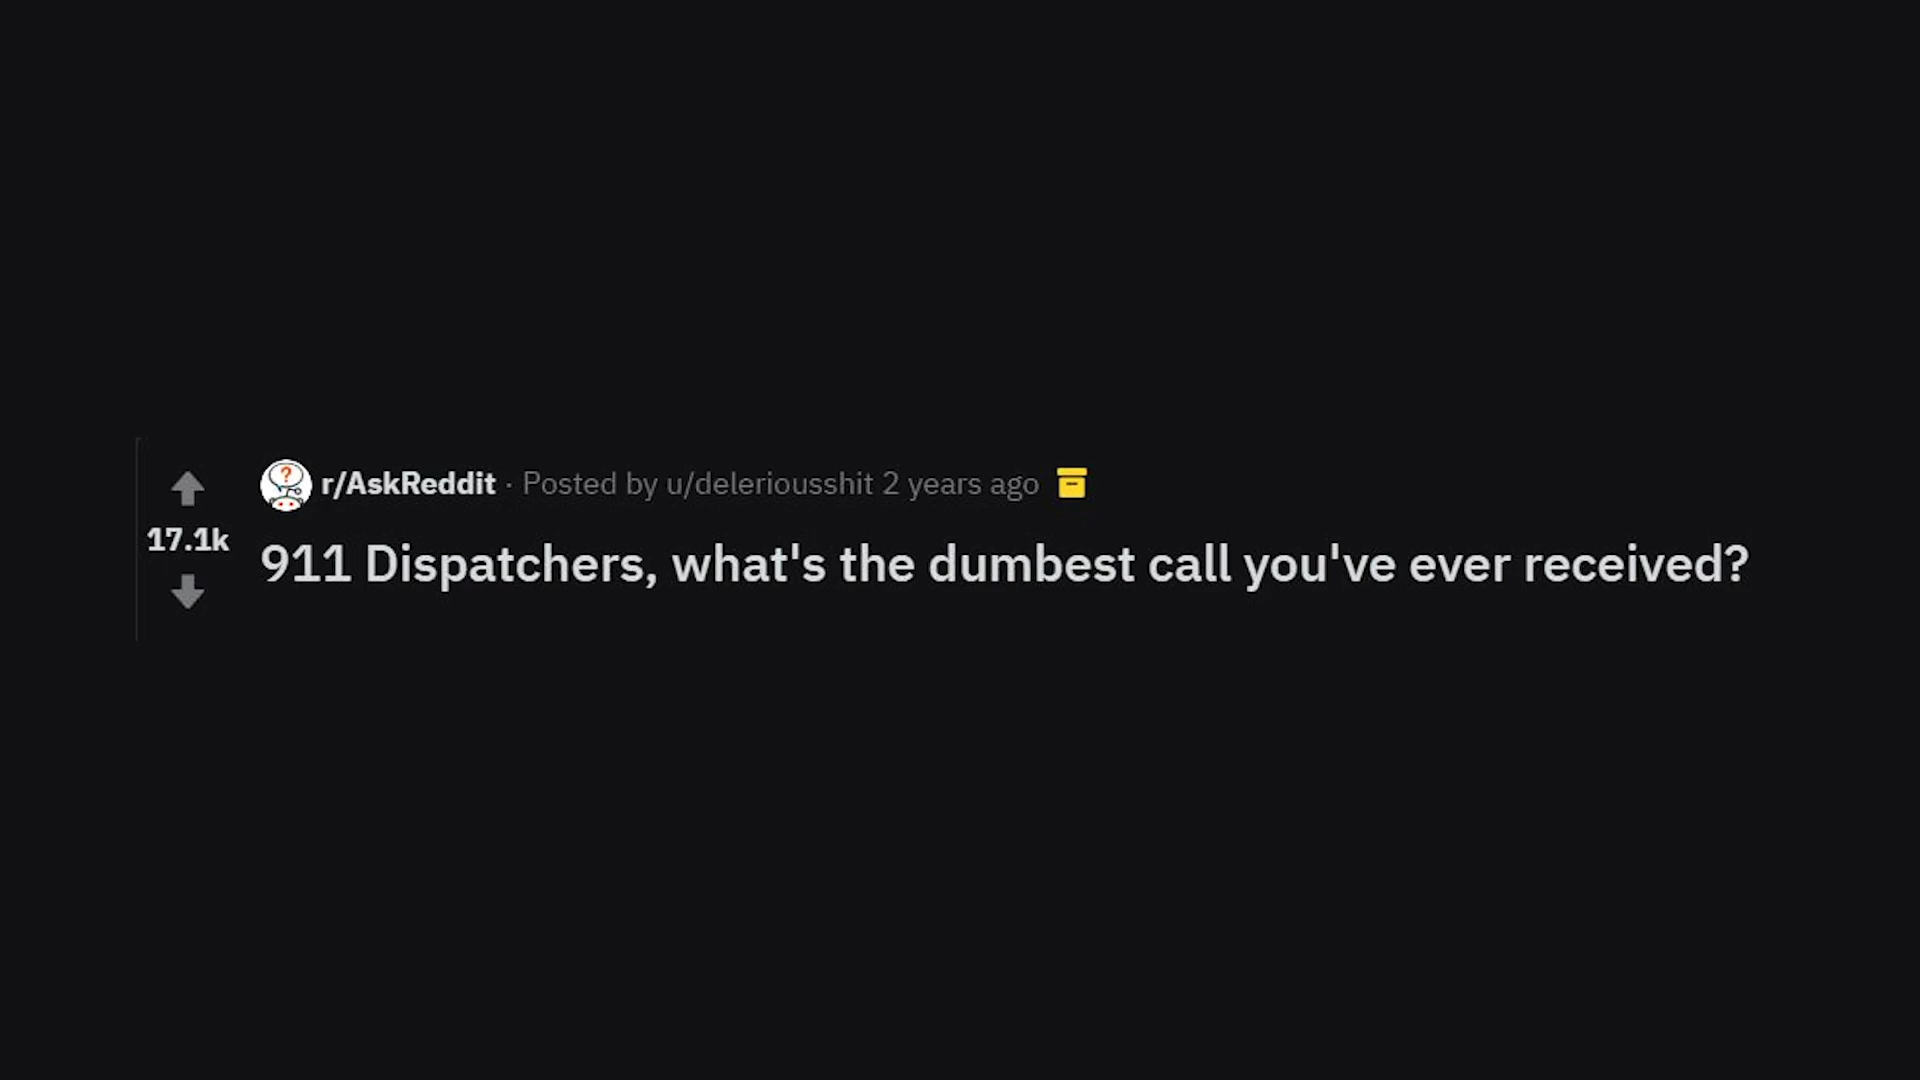 r/AskReddit · Posted by u/deleriousshit 2 years ago
17.1k
911 Dispatchers, what's the dumbest call you've ever received?